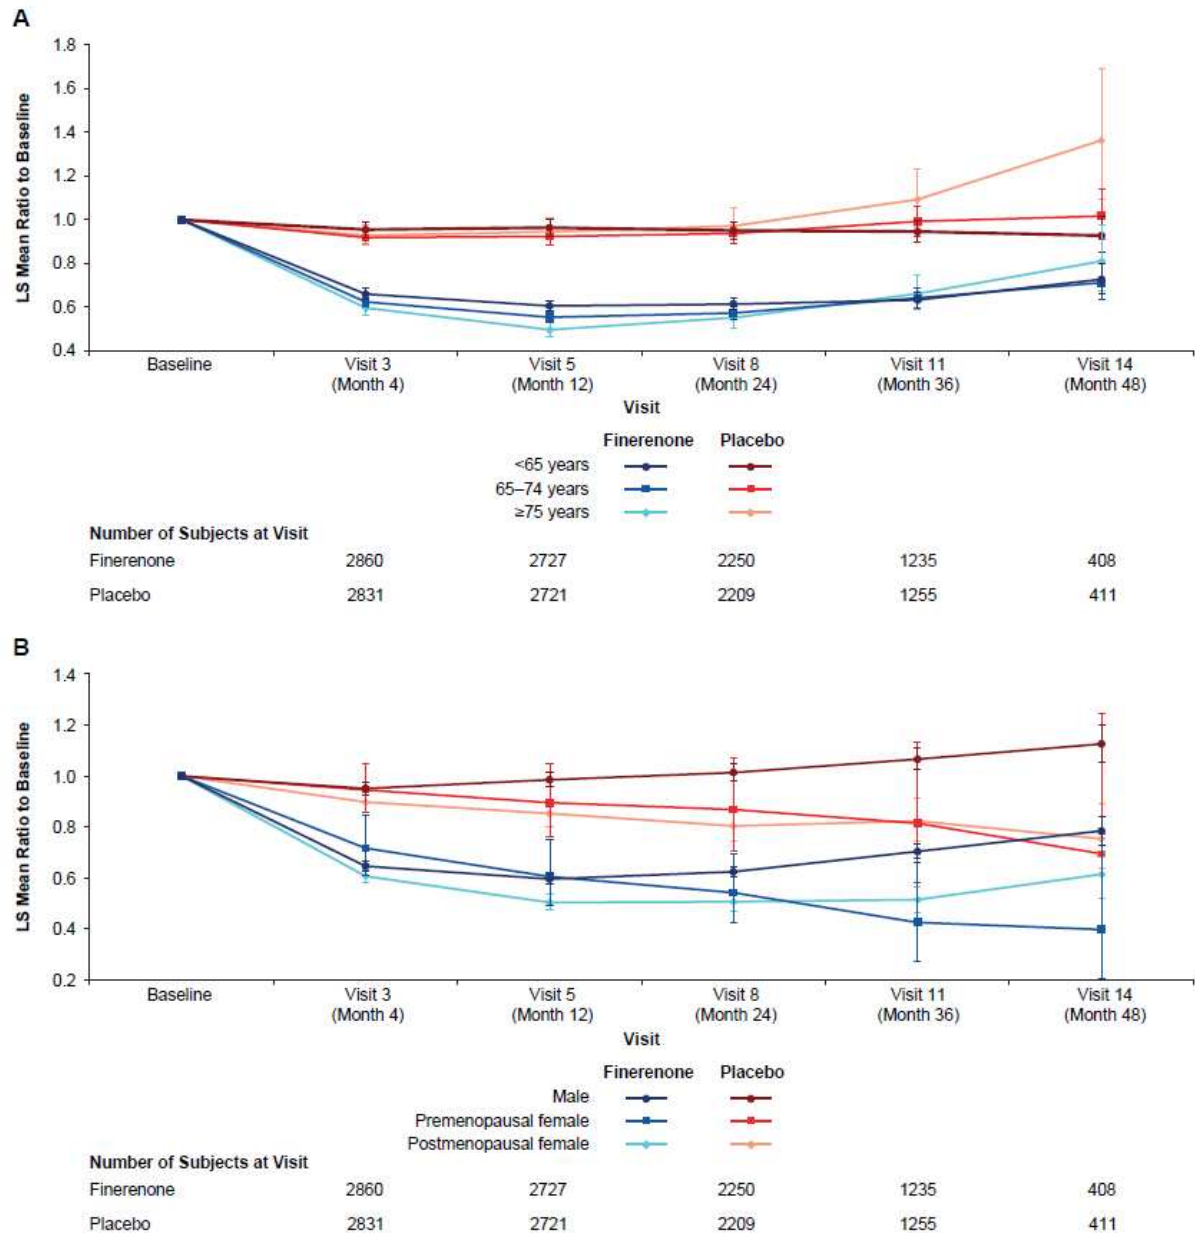 A
LS Mean Ratio to Baseline
1.8
1.6
1.4
1.2
1.0
0.8
0.6
0.4
Baseline Visit 3 Visit 5 Visit 8 Visit 11 Visit 14
(Month 4) (Month 12) (Month 24) (Month 36) (Month 48)
Visit
Finerenone Placebo
<65 years
65–74 years
≥75 years
Number of Subjects at Visit
Finerenone 2860 2727 2250 1235 408
Placebo 2831 2721 2209 1255 411
B
LS Mean Ratio to Baseline
1.4
1.2
1.0
0.8
0.6
0.4
0.2
Baseline Visit 3 Visit 5 Visit 8 Visit 11 Visit 14
(Month 4) (Month 12) (Month 24) (Month 36) (Month 48)
Visit
Finerenone Placebo
Male
Premenopausal female
Postmenopausal female
Number of Subjects at Visit
Finerenone 2860 2727 2250 1235 408
Placebo 2831 2721 2209 1255 411